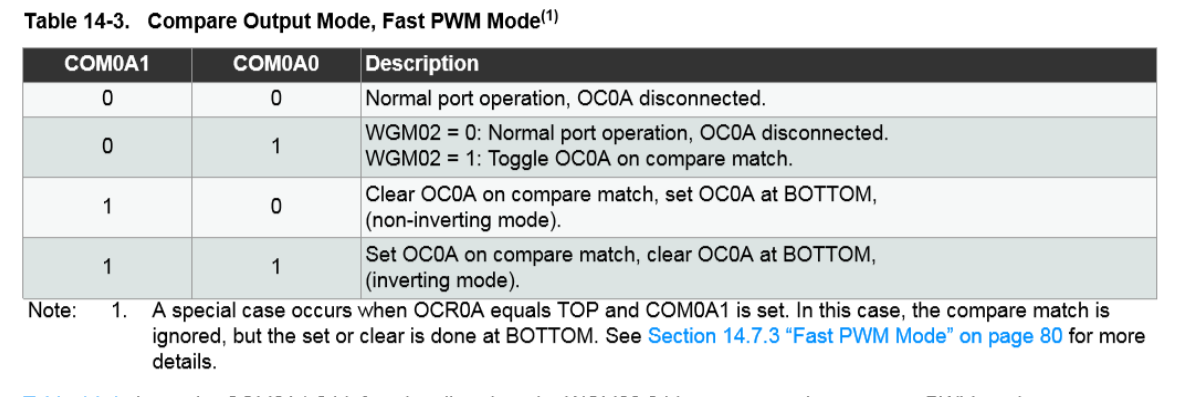 Table 14-3. Compare Output Mode, Fast PWM Mode(1)
COM0A1 COM0A0 Description
0 0 Normal port operation, OC0A disconnected.
0 1 WGM02 = 0: Normal port operation, OC0A disconnected.
WGM02 = 1: Toggle OC0A on compare match.
1 0 Clear OC0A on compare match, set OC0A at BOTTOM,
(non-inverting mode).
1 1 Set OC0A on compare match, clear OC0A at BOTTOM,
(inverting mode).
Note: 1. A special case occurs when OCR0A equals TOP and COM0A1 is set. In this case, the compare match is
ignored, but the set or clear is done at BOTTOM. See Section 14.7.3 “Fast PWM Mode” on page 80 for more
details.